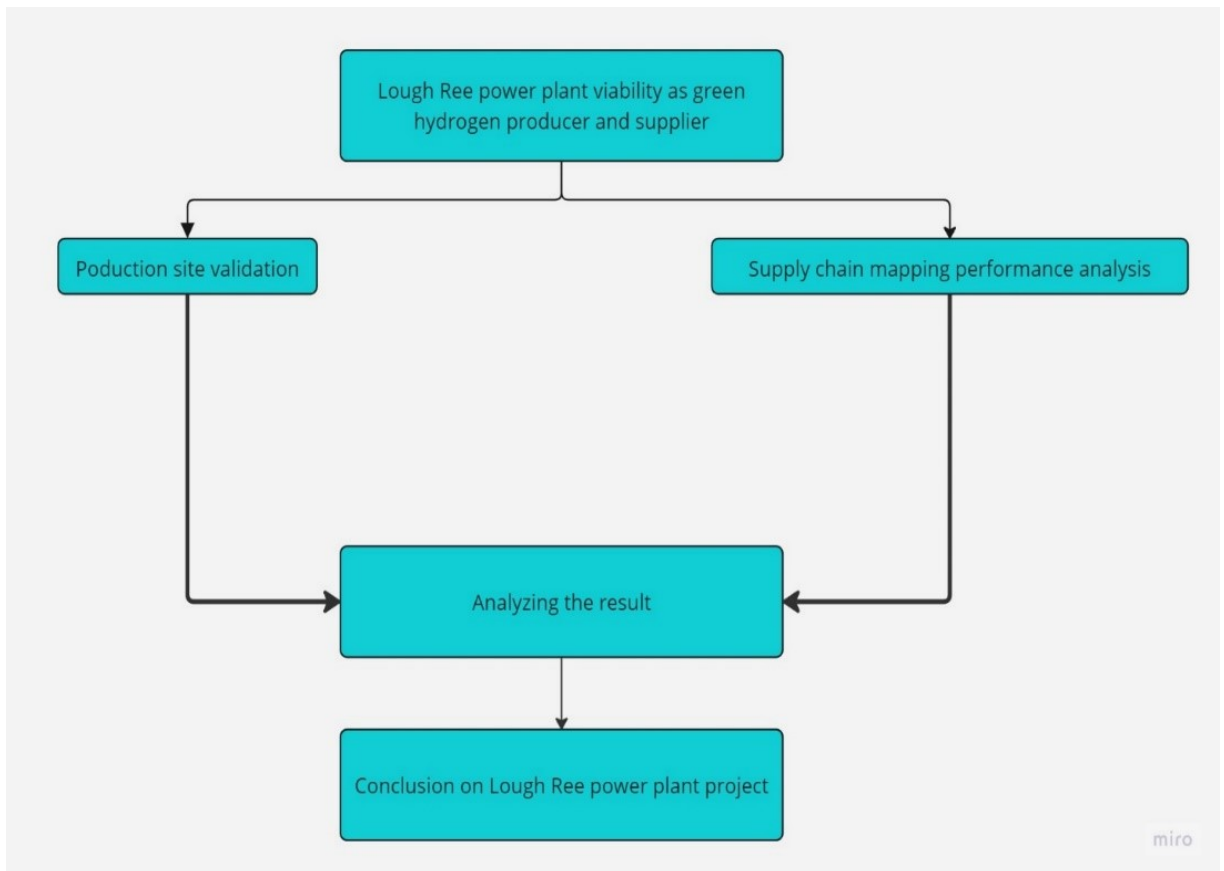 Lough Ree power plant viability as green
hydrogen producer and supplier
Poduction site validation
Supply chain mapping performance analysis
Analyzing the result
Conclusion on Lough Ree power plant project
miro